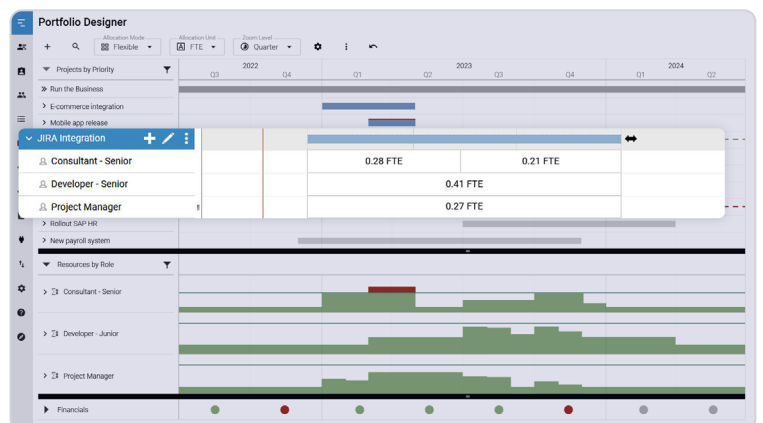 Portfolio Designer
Allocation Mode
Flexible
Allocation Unit
A FTE
Zoom Level
Quarter
Projects by Priority
2022 2023 2024
Q3 Q4 Q1 Q2 Q3 Q4 Q1 Q2
Run the Business
E-commerce integration
Mobile app release
JIRA Integration
Consultant - Senior 0.28 FTE 0.21 FTE
Developer - Senior 0.41 FTE
Project Manager 0.27 FTE
Rollout SAP HR
New payroll system
Resources by Role
Consultant - Senior
Developer - Junior
Project Manager
Financials